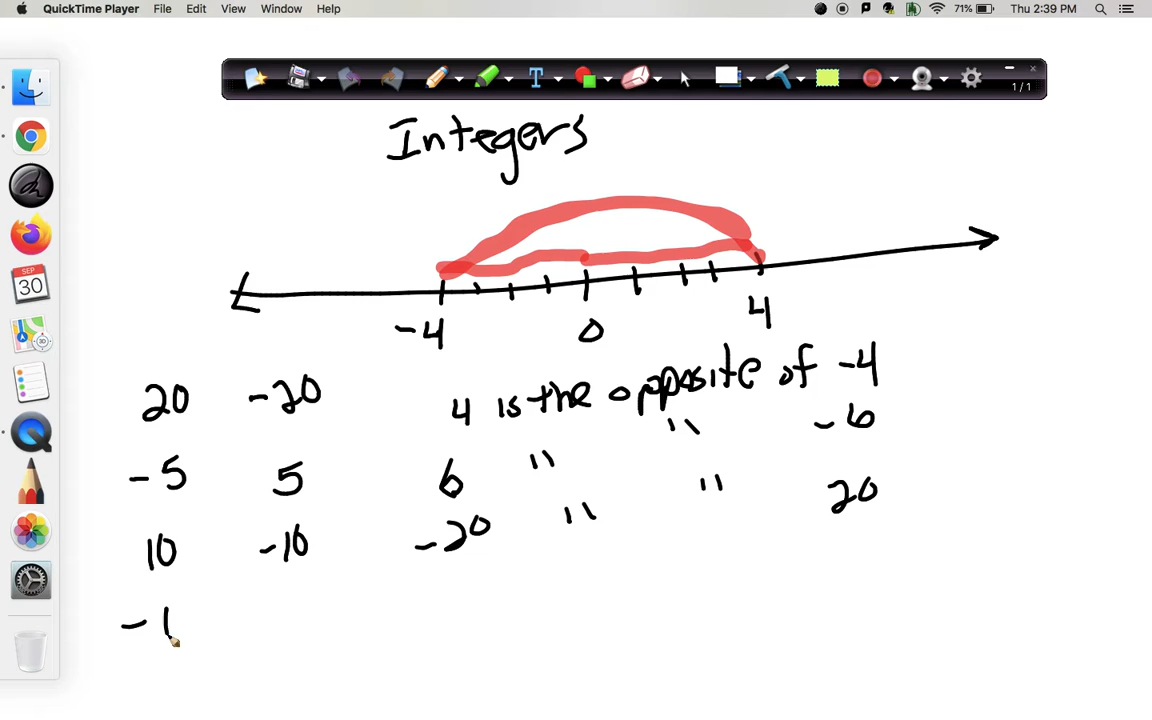 QuickTime Player File Edit View Window Help 71% Thu 2:39 PM
T
1/1
Integers
-4 0 4
20 -20 4 is the opposite of -4
-5 5 6 " " -6
10 -10 -20 " " 20
-1
SEP
30